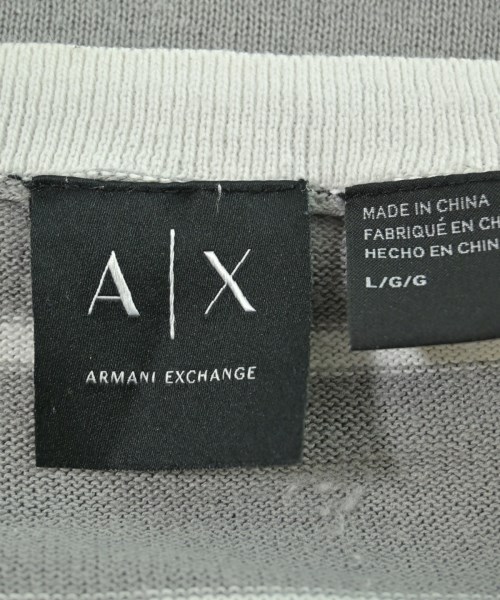 A|X
ARMANI EXCHANGE
MADE IN CHINA
FABRIQUÉ EN CH
HECHO EN CHIN
L/G/G